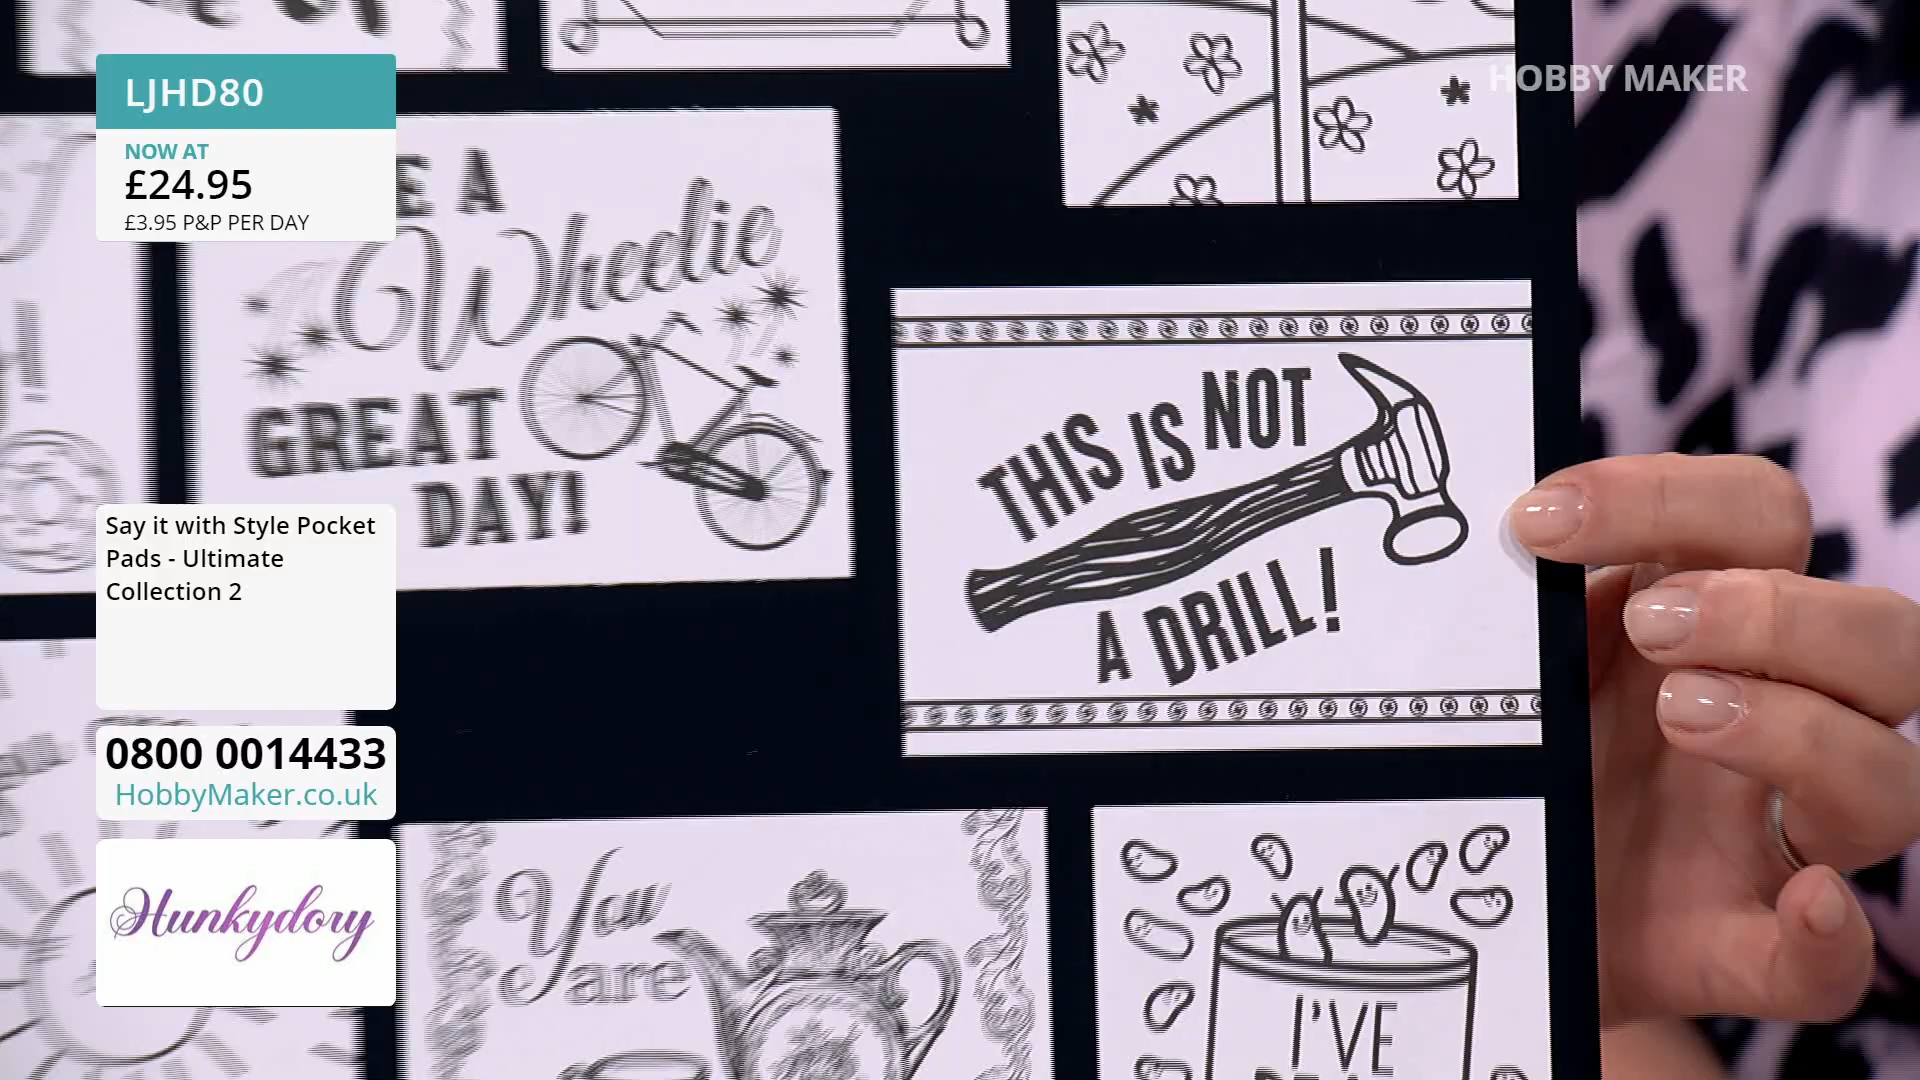 LJHD80
NOW AT
£24.95
£3.95 P&P PER DAY
HOBBY MAKER
A
Wheelie
GREAT
DAY!
THIS IS NOT
A DRILL!
Say it with Style Pocket
Pads - Ultimate
Collection 2
0800 0014433
HobbyMaker.co.uk
Hunkydory
You
are
I'VE